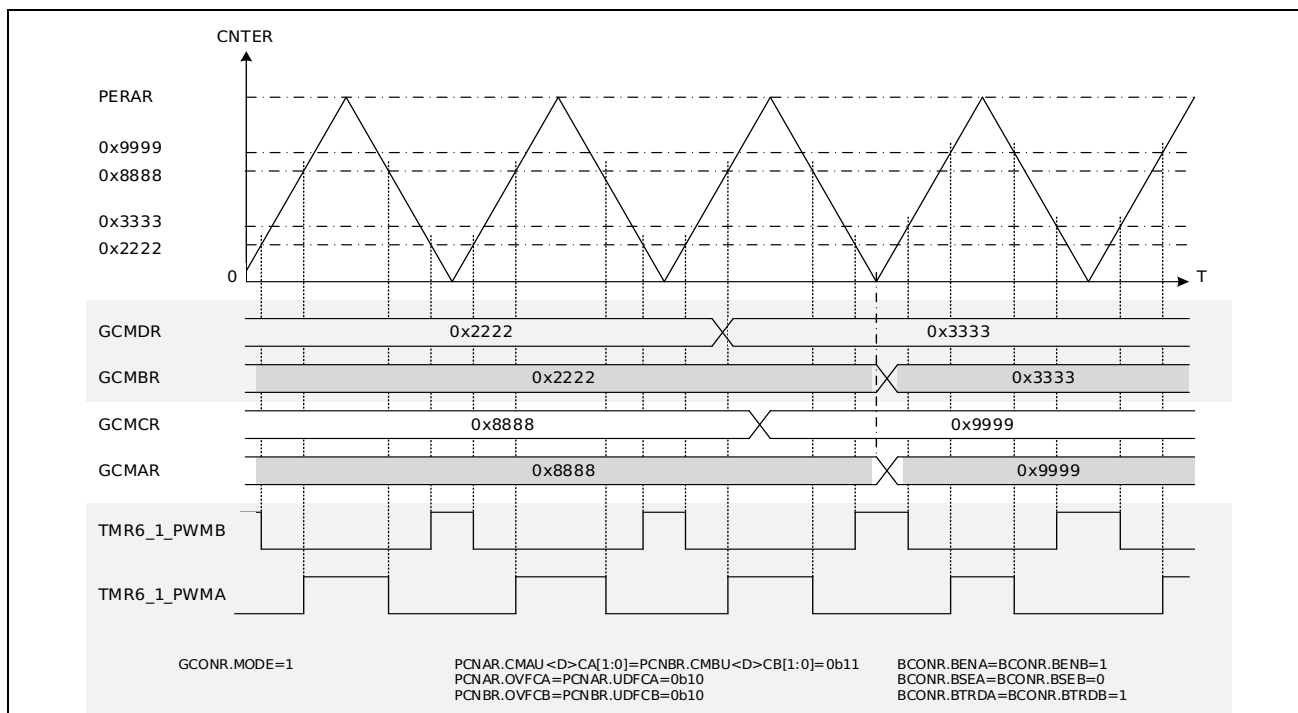 CNTER
PERAR
0x9999
0x8888
0x3333
0x2222
0
T
GCMDR 0x2222 0x3333
GCMBR 0x2222 0x3333
GCMCR 0x8888 0x9999
GCMAR 0x8888 0x9999
TMR6_1_PWMB
TMR6_1_PWMA
GCONR.MODE=1 PCNAR.CMAU<D>CA[1:0]=PCNBR.CMBU<D>CB[1:0]=0b11 BCONR.BENA=BCONR.BENB=1
PCNAR.OVFCA=PCNAR.UDFCA=0b10 BCONR.BSEA=BCONR.BSEB=0
PCNBR.OVFCB=PCNBR.UDFCB=0b10 BCONR.BTRDA=BCONR.BTRDB=1